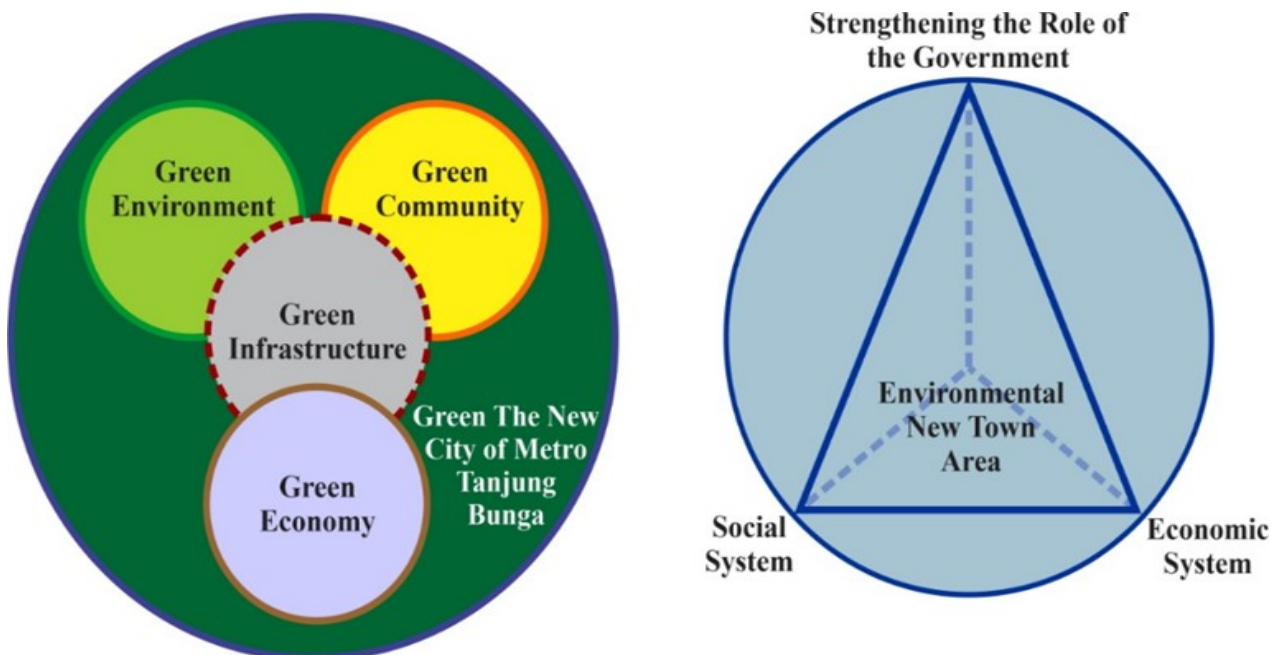 Green
Environment
Green
Community
Green
Infrastructure
Green The New
City of Metro
Tanjung
Bunga
Green
Economy
Strengthening the Role of
the Government
Environmental
New Town
Area
Social
System
Economic
System